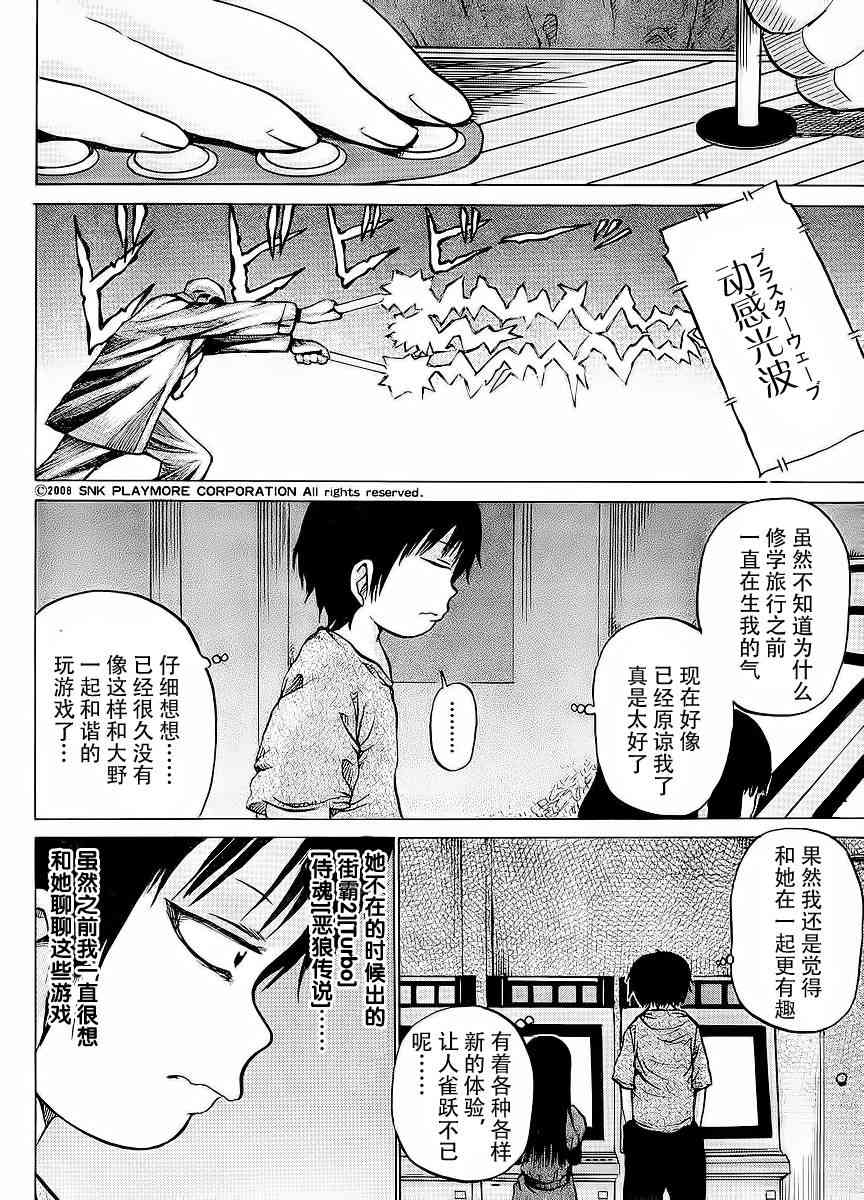 动感光波
ブラスターウェーブ
ビビビビー
©2008 SNK PLAYMORE CORPORATION All rights reserved.
虽然不知道为什么
修学旅行之前
一直在生我的气
现在好像
已经原谅我了
真是太好了
………
仔细想想……
已经很久没有
像这样和大野
一起和谐的
玩游戏了…
果然我还是觉得
和她在一起更有趣
有着各种各样
新的体验,
让人雀跃不已
呢……
她不在的时候出的
[街霸2][Turbo]
[侍魂][恶狼传说]……
虽然之前我一直很想
和她聊聊这些游戏